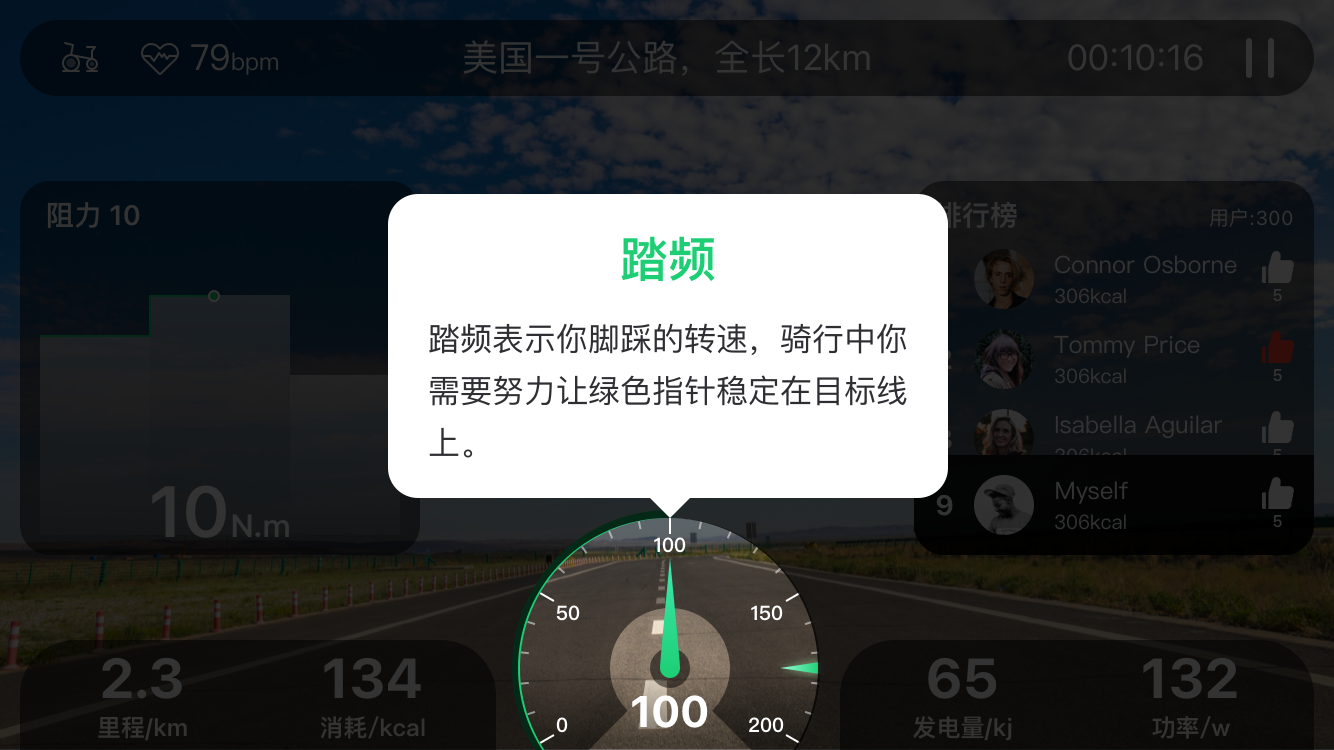 79bpm
美国一号公路，全长12km
00:10:16
阻力 10
10N.m
踏频
踏频表示你脚踩的转速，骑行中你
需要努力让绿色指针稳定在目标线
上。
排行榜
用户:300
Connor Osborne
306kcal
5
Tommy Price
306kcal
5
Isabella Aguilar
306kcal
5
9
Myself
306kcal
5
2.3
里程/km
134
消耗/kcal
0
50
100
150
200
100
65
发电量/kj
132
功率/w